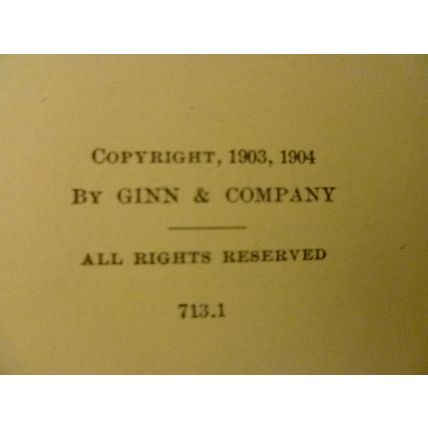 COPYRIGHT, 1903, 1904
BY GINN & COMPANY
ALL RIGHTS RESERVED
713.1